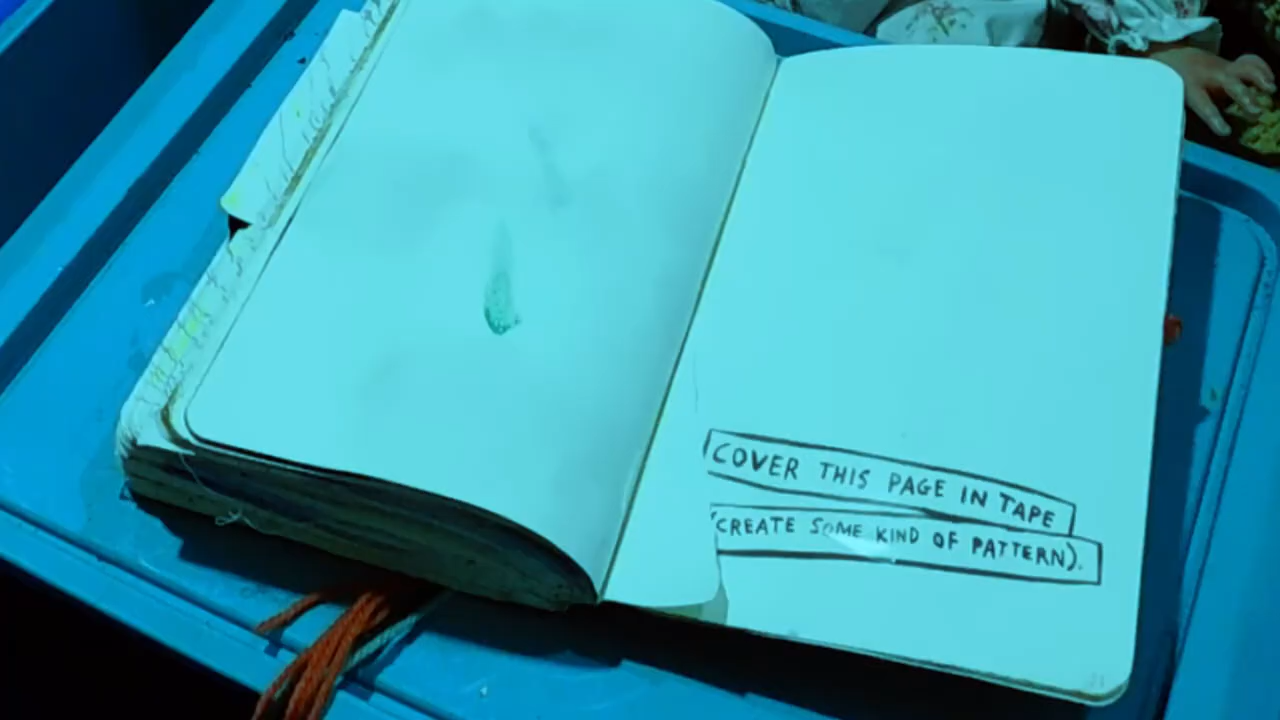 COVER THIS PAGE IN TAPE
(CREATE SOME KIND OF PATTERN).